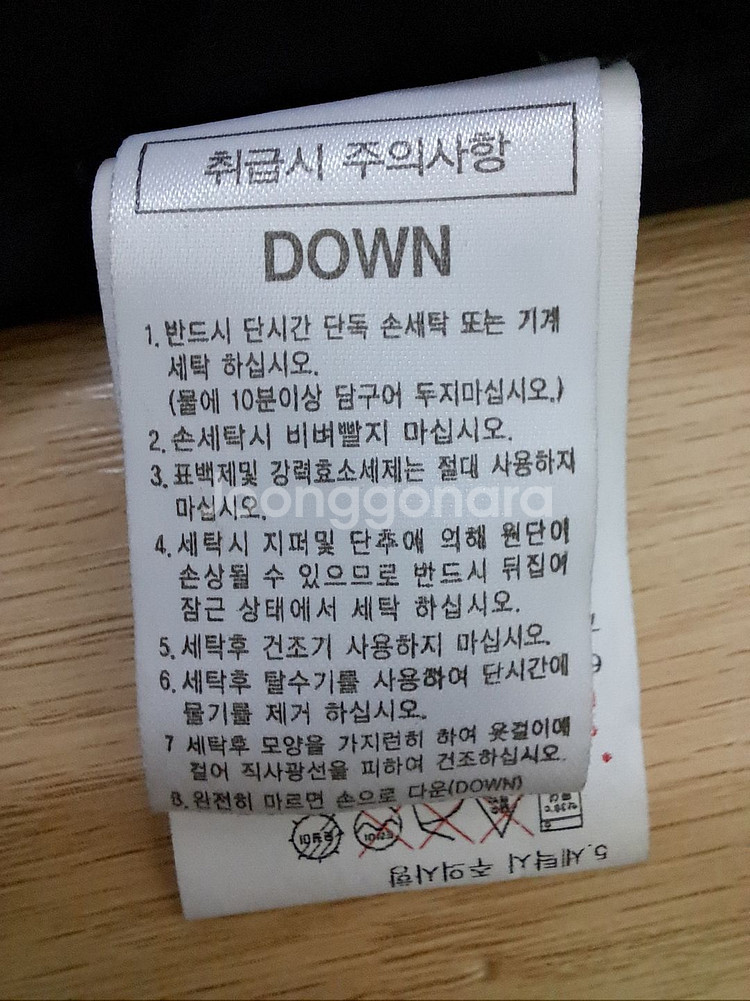 취급시 주의사항
DOWN
1. 반드시 단시간 단독 손세탁 또는 기계
세탁 하십시오.
(물에 10분이상 담구어 두지마십시오.)
2. 손세탁시 비벼빨지 마십시오.
3. 표백제및 강력효소세제는 절대 사용하지
마십시오.
joonggonara
4. 세탁시 지퍼및 단추에 의해 원단이
손상될 수 있으므로 반드시 뒤집어
잠근 상태에서 세탁 하십시오.
5. 세탁후 건조기 사용하지 마십시오.
6. 세탁후 탈수기를 사용하여 단시간에
물기를 제거 하십시오.
7 세탁후 모양을 가지런히 하여 옷걸이에
걸어 직사광선을 피하여 건조하십시오.
8. 완전히 마르면 손으로 다운(DOWN)
5. 세탁시 주의사항